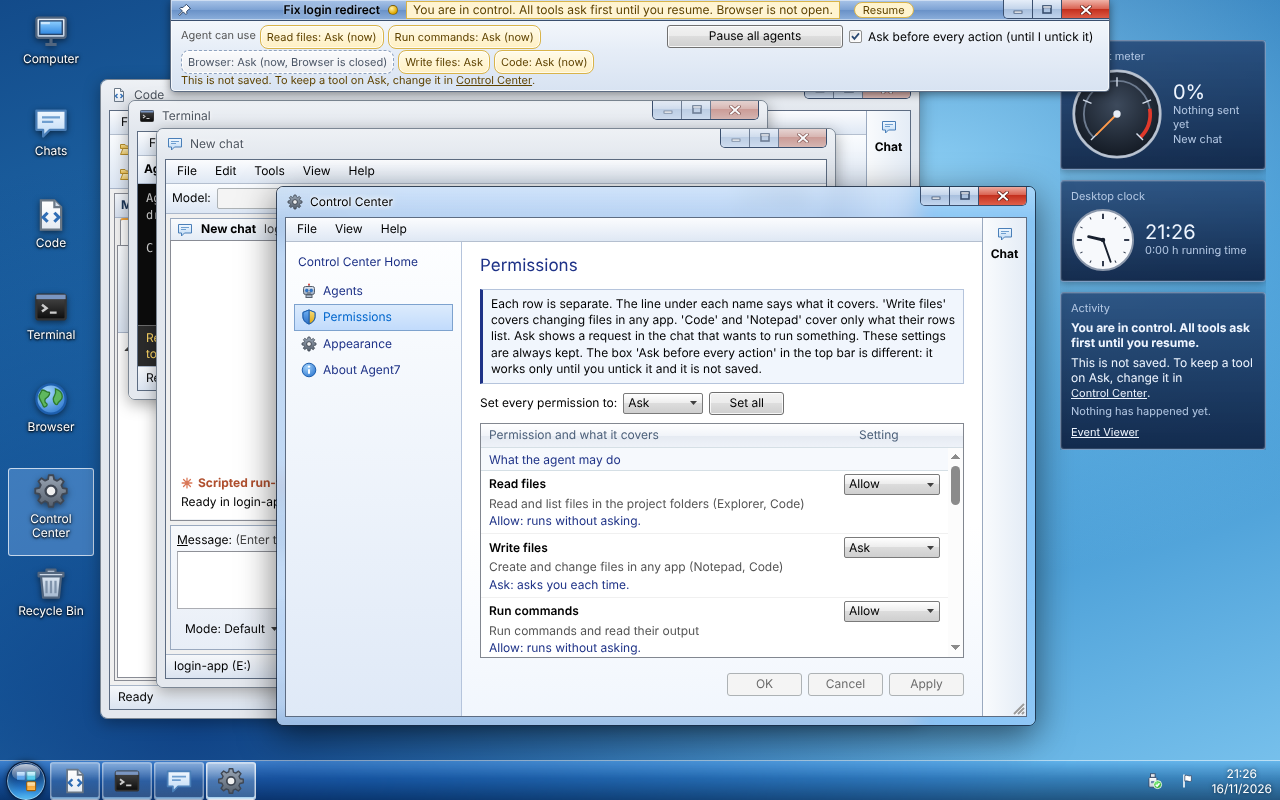 Fix login redirect
You are in control. All tools ask first until you resume. Browser is not open.
Resume
Agent can use
Read files: Ask (now)
Run commands: Ask (now)
Browser: Ask (now, Browser is closed)
Write files: Ask
Code: Ask (now)
Pause all agents
Ask before every action (until I untick it)
This is not saved. To keep a tool on Ask, change it in Control Center.
Computer
Chats
Code
Terminal
Browser
Control
Center
Recycle Bin
Code
Chat
Ready
Terminal
New chat
File
Edit
Tools
View
Help
Model:
New chat
Scripted run-
Ready in login-ap
Message: (Enter t
Mode: Default
login-app (E:)
Control Center
File
View
Help
Chat
Control Center Home
Agents
Permissions
Appearance
About Agent7
Permissions
Each row is separate. The line under each name says what it covers. 'Write files'
covers changing files in any app. 'Code' and 'Notepad' cover only what their rows
list. Ask shows a request in the chat that wants to run something. These settings
are always kept. The box 'Ask before every action' in the top bar is different: it
works only until you untick it and it is not saved.
Set every permission to:
Ask
Set all
Permission and what it covers
Setting
What the agent may do
Read files
Allow
Read and list files in the project folders (Explorer, Code)
Allow: runs without asking.
Write files
Ask
Create and change files in any app (Notepad, Code)
Ask: asks you each time.
Run commands
Allow
Run commands and read their output
Allow: runs without asking.
OK
Cancel
Apply
meter
0%
Nothing sent
yet
New chat
Desktop clock
21:26
0:00 h running time
Activity
You are in control. All tools ask
first until you resume.
This is not saved. To keep a tool
on Ask, change it in
Control Center.
Nothing has happened yet.
Event Viewer
21:26
16/11/2026